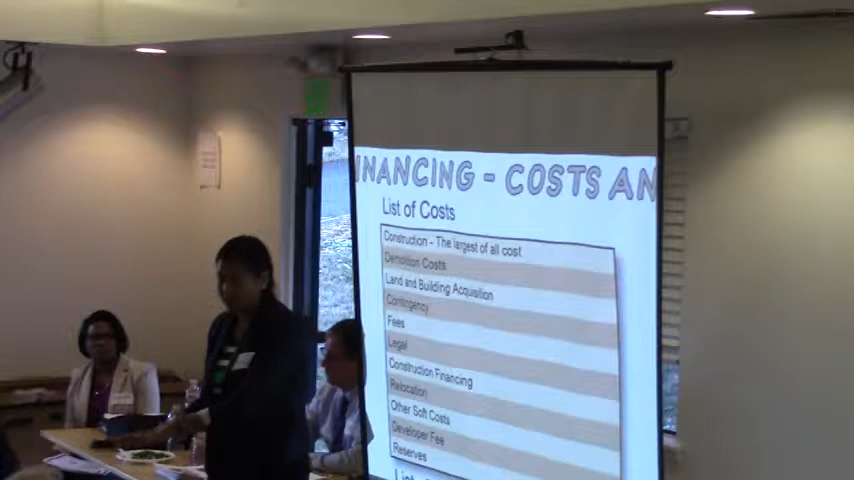 INANCING - COSTS AN
List of Costs
Construction - The largest of all cost
Demolition Costs
Land and Building Acquisition
Contingency
Fees
Legal
Construction Financing
Relocation
Other Soft Costs
Developer Fee
Reserves
List